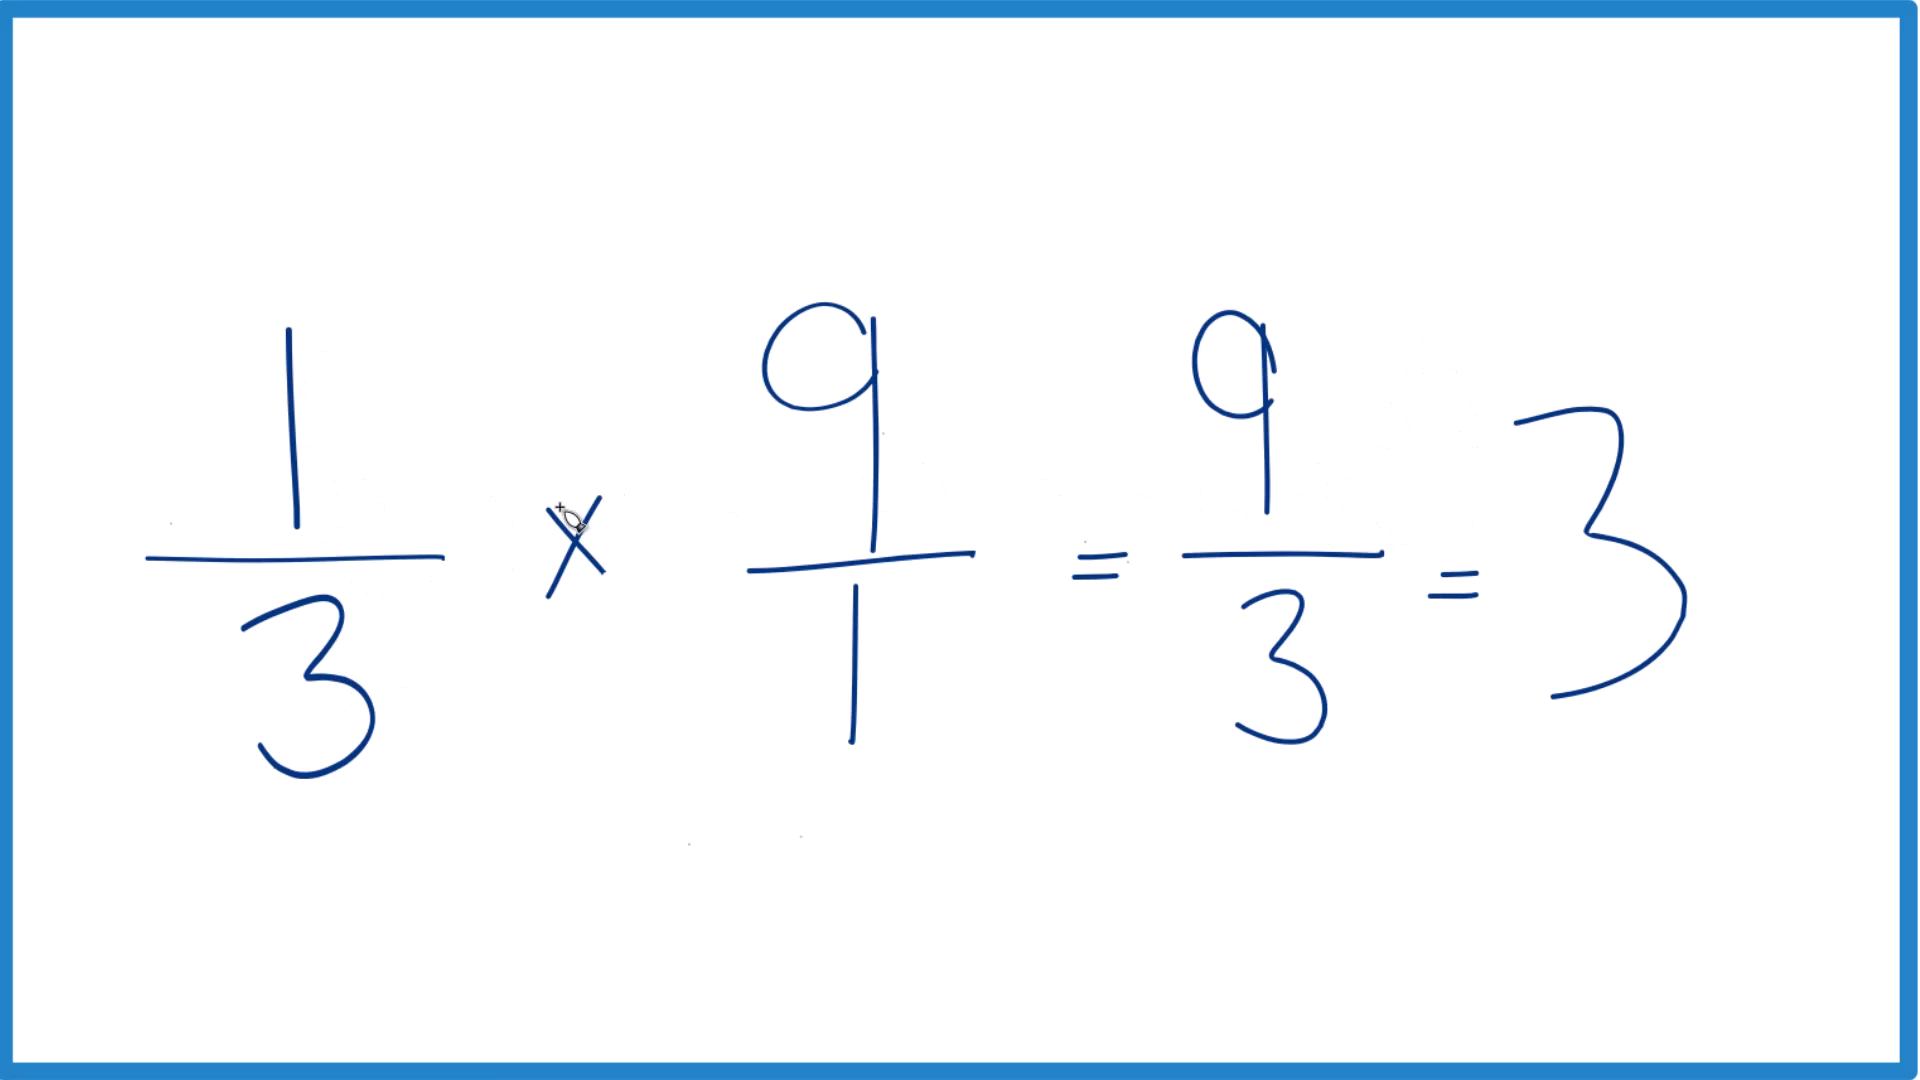 1/3 × 9/1 = 9/3 = 3